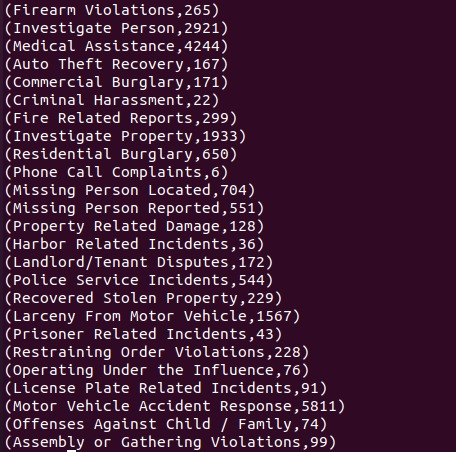 (Firearm Violations,265)
(Investigate Person,2921)
(Medical Assistance,4244)
(Auto Theft Recovery,167)
(Commercial Burglary,171)
(Criminal Harassment,22)
(Fire Related Reports,299)
(Investigate Property,1933)
(Residential Burglary,650)
(Phone Call Complaints,6)
(Missing Person Located,704)
(Missing Person Reported,551)
(Property Related Damage,128)
(Harbor Related Incidents,36)
(Landlord/Tenant Disputes,172)
(Police Service Incidents,544)
(Recovered Stolen Property,229)
(Larceny From Motor Vehicle,1567)
(Prisoner Related Incidents,43)
(Restraining Order Violations,228)
(Operating Under the Influence,76)
(License Plate Related Incidents,91)
(Motor Vehicle Accident Response,5811)
(Offenses Against Child / Family,74)
(Assembly or Gathering Violations,99)